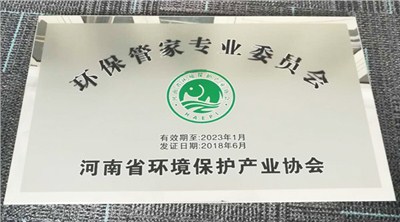 环保管家专业委员会
HAEPI
有效期至:2023年1月
发证日期:2018年6月
河南省环境保护产业协会